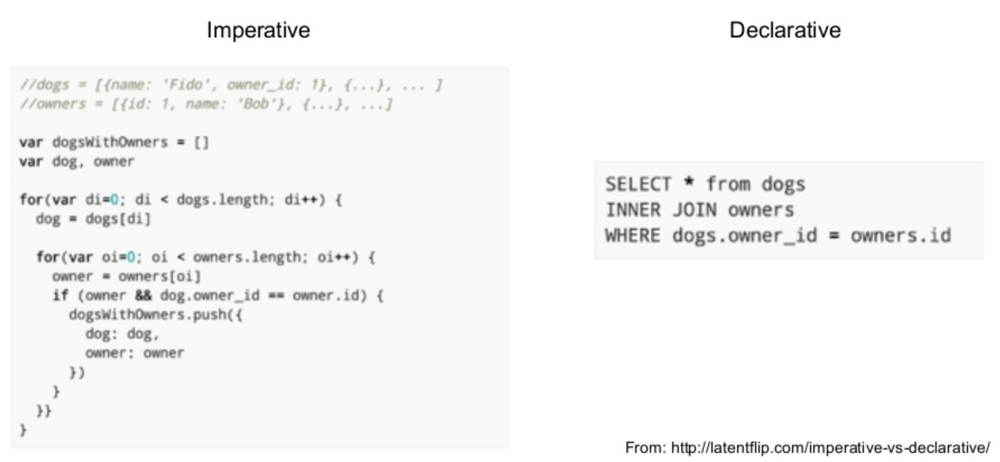 Imperative
//dogs = [{name: 'Fido', owner_id: 1}, {...}, ... ]
//owners = [{id: 1, name: 'Bob'}, {...}, ...]
var dogsWithOwners = []
var dog, owner
for(var di=0; di < dogs.length; di++) {
dog = dogs[di]
for(var oi=0; oi < owners.length; oi++) {
owner = owners[oi]
if (owner && dog.owner_id == owner.id) {
dogsWithOwners.push({
dog: dog,
owner: owner
})
}
}}
}
Declarative
SELECT * from dogs
INNER JOIN owners
WHERE dogs.owner_id = owners.id
From: http://latentflip.com/imperative-vs-declarative/